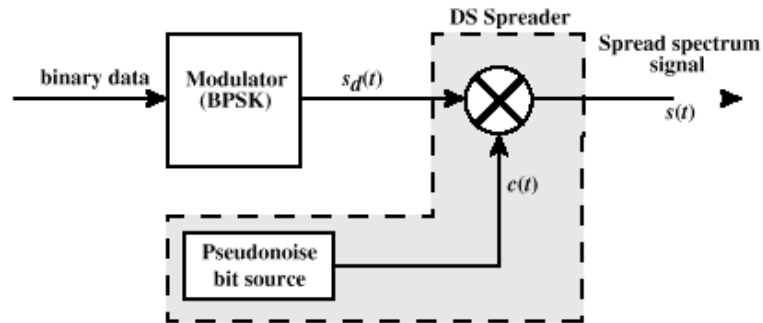 DS Spreader
Spread spectrum
signal
binary data
Modulator
(BPSK)
s_d(t)
s(t)
c(t)
Pseudonoise
bit source